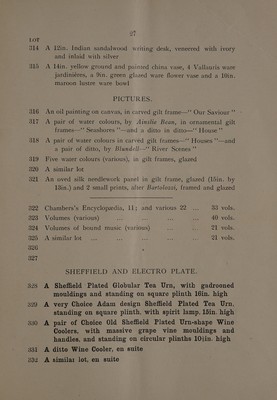 27
LOT
314 A 12in. Indian sandalwood writing desk, veneered with ivory
and inlaid with silver
315 A 14in. yellow ground and painted china vase, 4 Vallauris ware
jardinières, a 9in. green glazed ware flower vase and a 16in.
maroon lustre ware bowl
PICTURES.
316 An oil painting on canvas, in carved gilt frame—" Our Saviour "
317 A pair of water colours, by Ainslie Bean, in ornamental gilt
frames—" Seashores "—and a ditto in ditto—" House "
318 A pair of water colours in carved gilt frames—" Houses "—and
a pair of ditto, by Blundell—" River Scenes "
319 Five water colours (various), in gilt frames, glazed
320 A similar lot
321 An used silk needlework panel in gilt frame, glazed (15in. by
13in.) and 2 small prints, after Bartolozzi, framed and glazed
322 Chambers's Encyclopædia, 11; and various 22 ... 33 vols.
323 Volumes (various) ... 40 vols.
324 Volumes of bound music (various) ... 21 vols.
325 A similar lot ... 21 vols.
326
327
SHEFFIELD AND ELECTRO PLATE.
328 A Sheffield Plated Globular Tea Urn, with gadrooned
mouldings and standing on square plinth 16in. high
329 A very Choice Adam design Sheffield Plated Tea Urn,
standing on square plinth, with spirit lamp, 15in. high
330 A pair of Choice Old Sheffield Plated Urn-shape Wine
Coolers, with massive grape vine mouldings and
handles, and standing on circular plinths 10½in. high
331 A ditto Wine Cooler, en suite
332 A similar lot, en suite